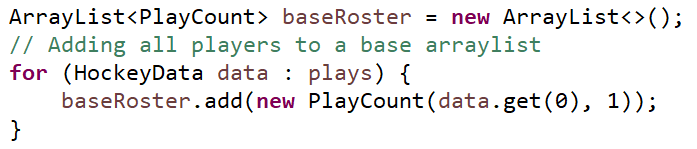 ArrayList<PlayCount> baseRoster = new ArrayList<>();
// Adding all players to a base arraylist
for (HockeyData data : plays) {
    baseRoster.add(new PlayCount(data.get(0), 1));
}